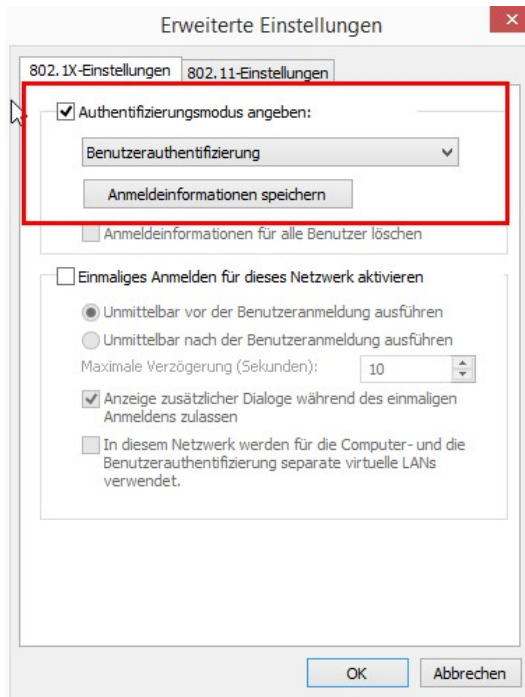 Erweiterte Einstellungen
802.1X-Einstellungen
802.11-Einstellungen
Authentifizierungsmodus angeben:
Benutzerauthentifizierung
Anmeldeinformationen speichern
Anmeldeinformationen für alle Benutzer löschen
Einmaliges Anmelden für dieses Netzwerk aktivieren
Unmittelbar vor der Benutzeranmeldung ausführen
Unmittelbar nach der Benutzeranmeldung ausführen
Maximale Verzögerung (Sekunden):
10
Anzeige zusätzlicher Dialoge während des einmaligen
Anmeldens zulassen
In diesem Netzwerk werden für die Computer- und die
Benutzerauthentifizierung separate virtuelle LANs
verwendet.
OK
Abbrechen